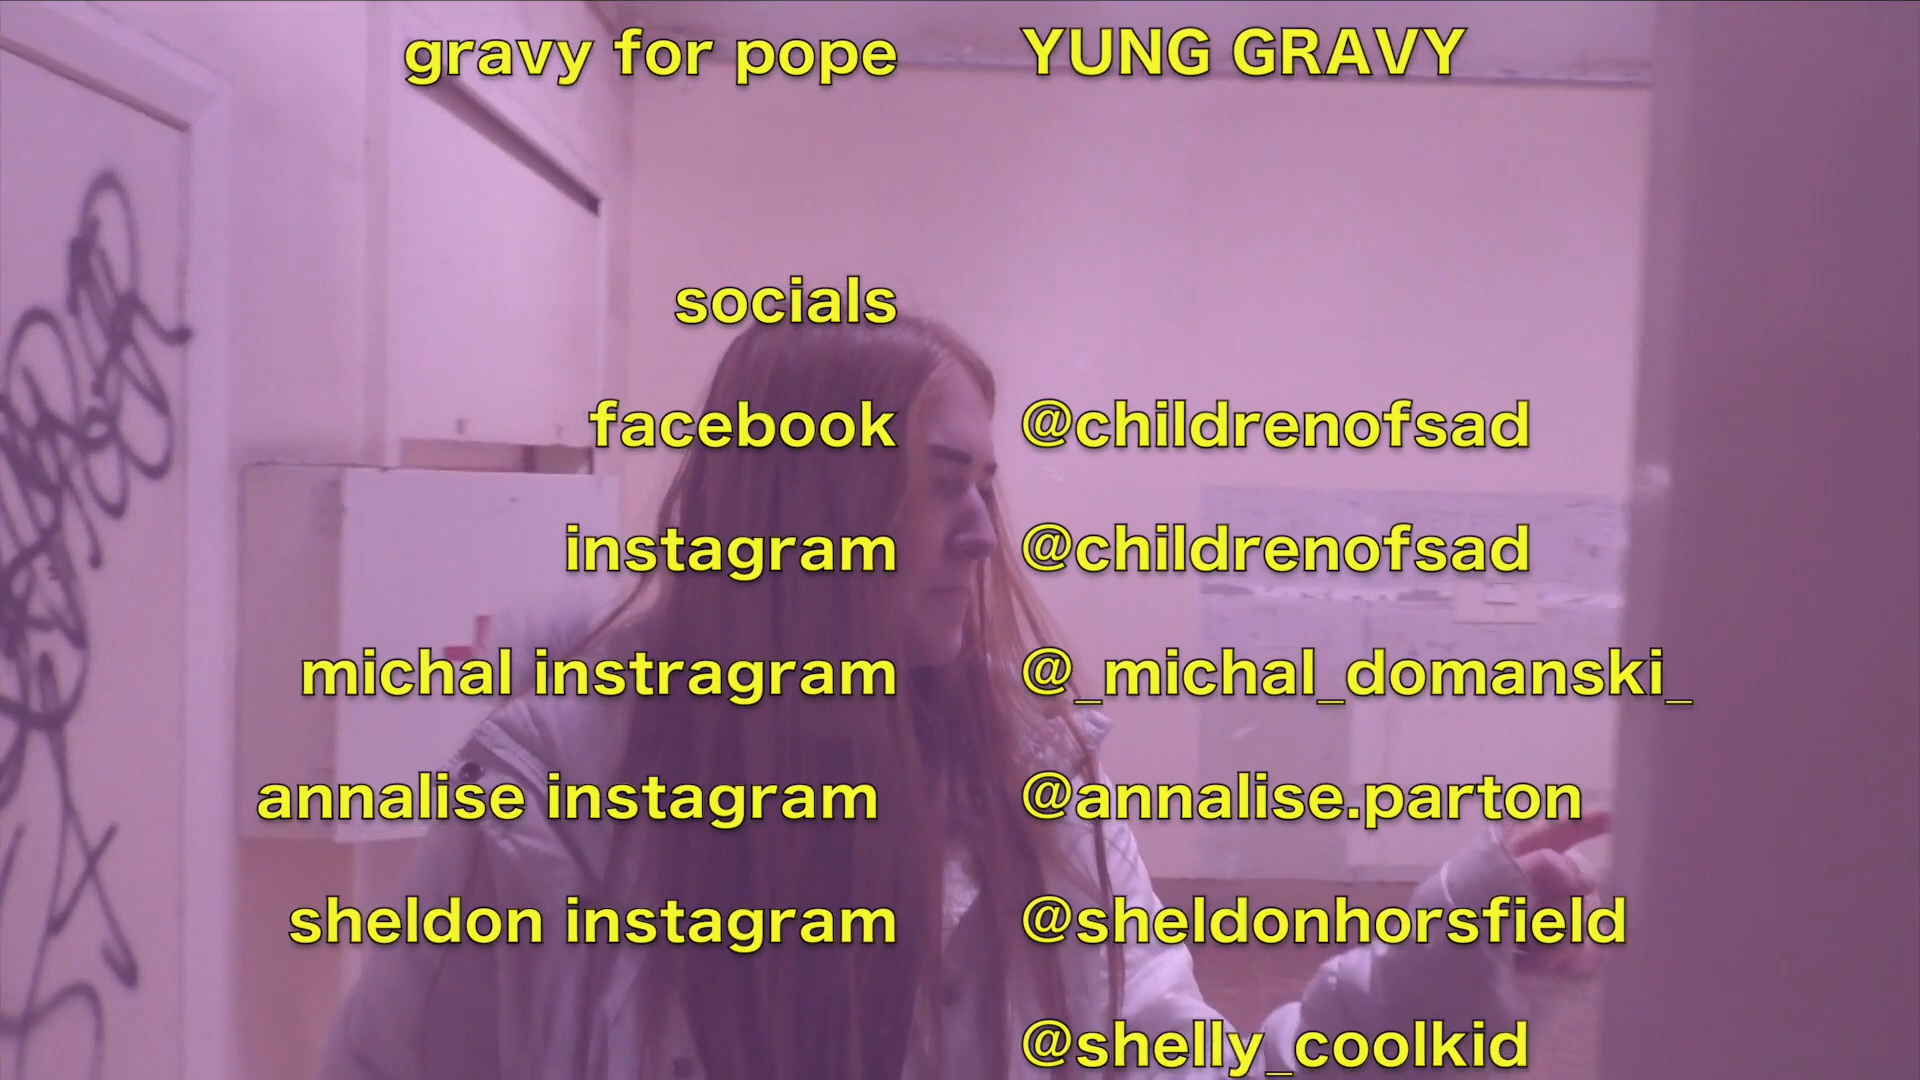 gravy for pope YUNG GRAVY
socials
facebook @childrenofsad
instagram @childrenofsad
michal instragram @_michal_domanski_
annalise instagram @annalise.parton
sheldon instagram @sheldonhorsfield
@shelly_coolkid